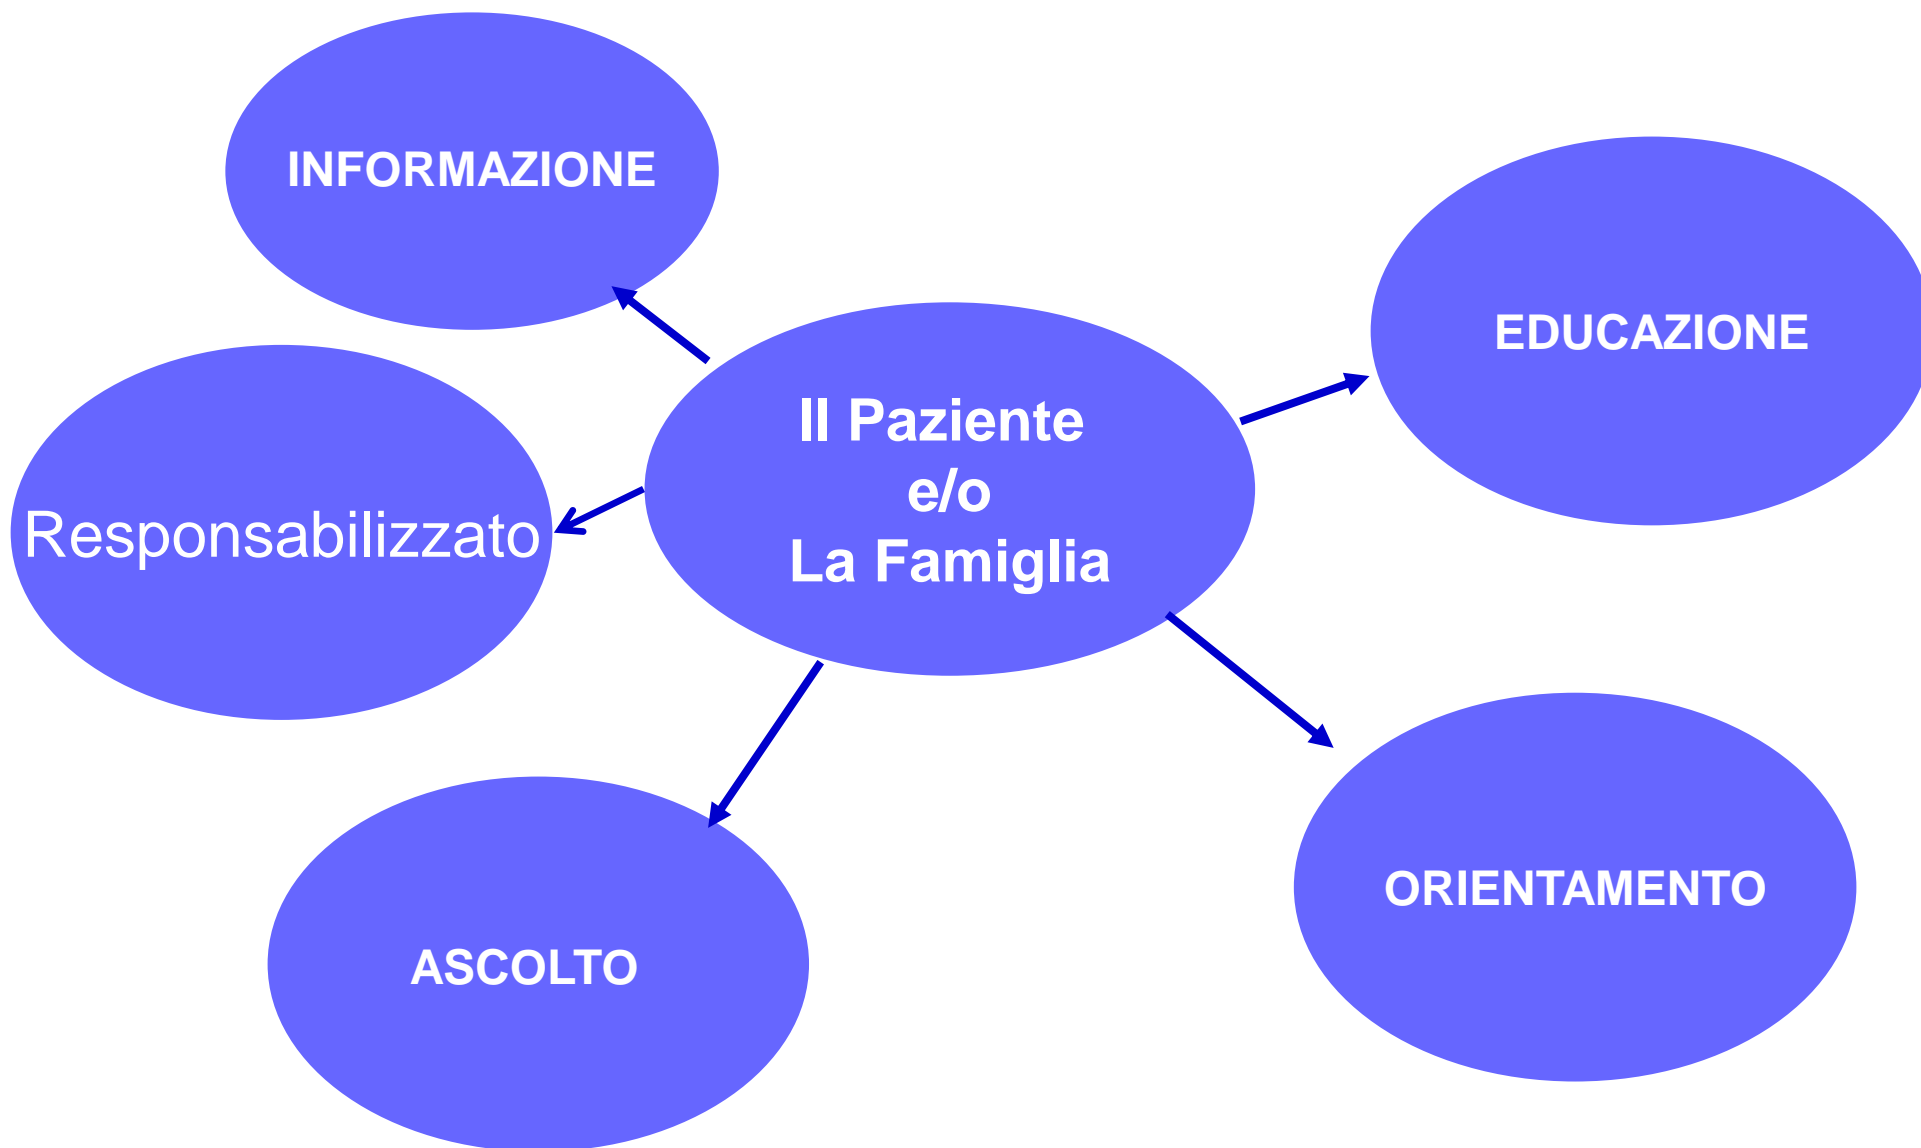 INFORMAZIONE
EDUCAZIONE
Il Paziente
e/o
La Famiglia
Responsabilizzato
ORIENTAMENTO
ASCOLTO